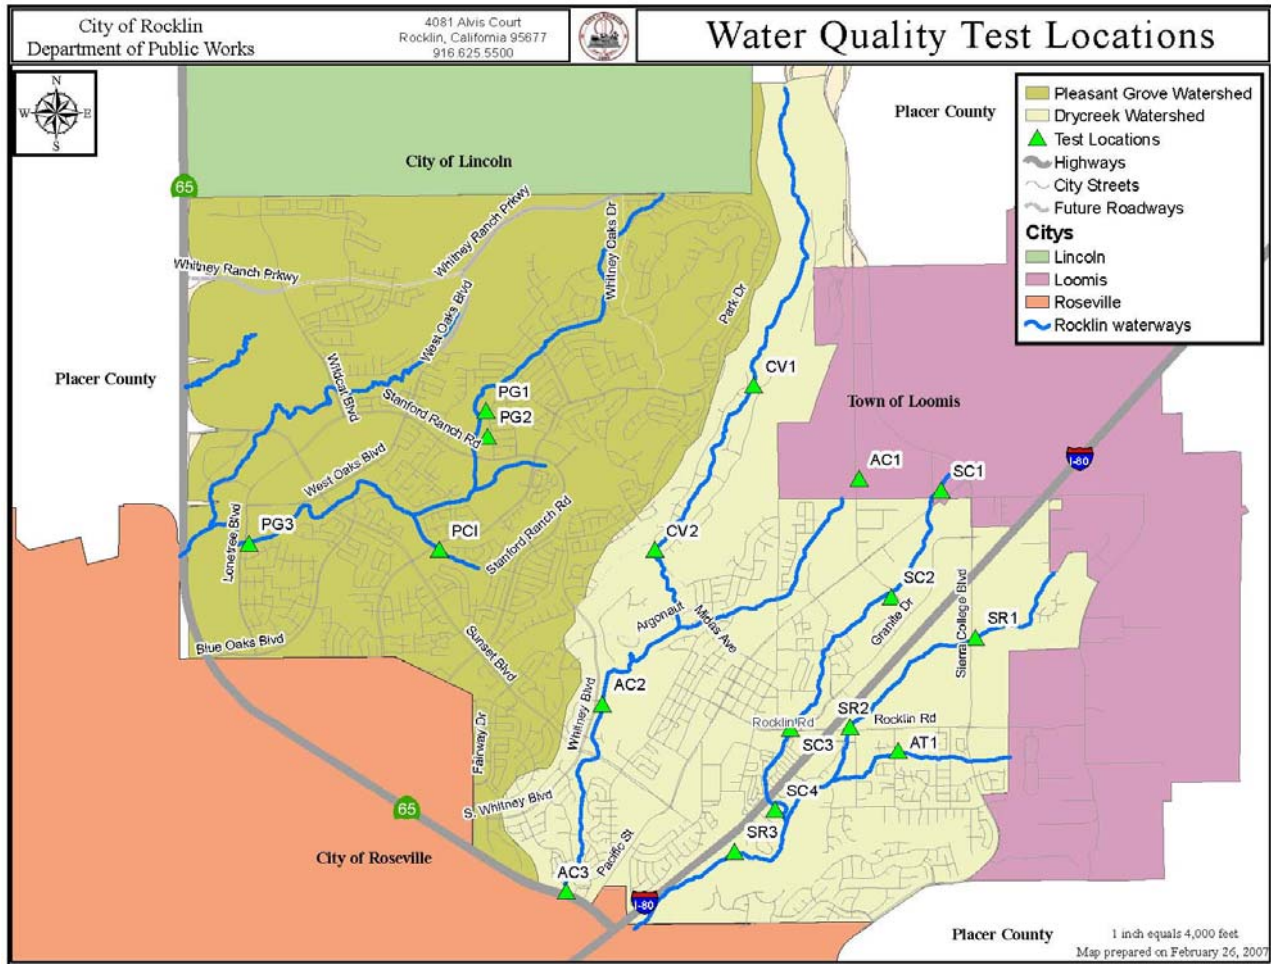 City of Rocklin
Department of Public Works
4081 Alvis Court
Rocklin, California 95677
916.625.5500
Water Quality Test Locations
N
W E
S
Pleasant Grove Watershed
Drycreek Watershed
Test Locations
Highways
City Streets
Future Roadways
Citys
Lincoln
Loomis
Roseville
Rocklin waterways
Placer County
City of Lincoln
65
Whitney Ranch Prkwy
Whitney Ranch Prkwy
Whitney Oaks Dr
Park Dr
West Oaks Blvd
Placer County
Wildcat Blvd
Stanford Ranch Rd
PG1
PG2
CV1
Town of Loomis
I-80
AC1
SC1
West Oaks Blvd
Lonetree Blvd
PG3
PCI
Stanford Ranch Rd
CV2
SC2
Granite Dr
Sierra College Blvd
SR1
Argonaut
Midas Ave
Blue Oaks Blvd
Sunset Blvd
AC2
Whitney Blvd
Fairway Dr
Rocklin Rd
SR2
Rocklin Rd
SC3
AT1
SC4
S. Whitney Blvd
65
SR3
Pacific St
City of Roseville
AC3
I-80
Placer County
1 inch equals 4,000 feet
Map prepared on February 26, 2007